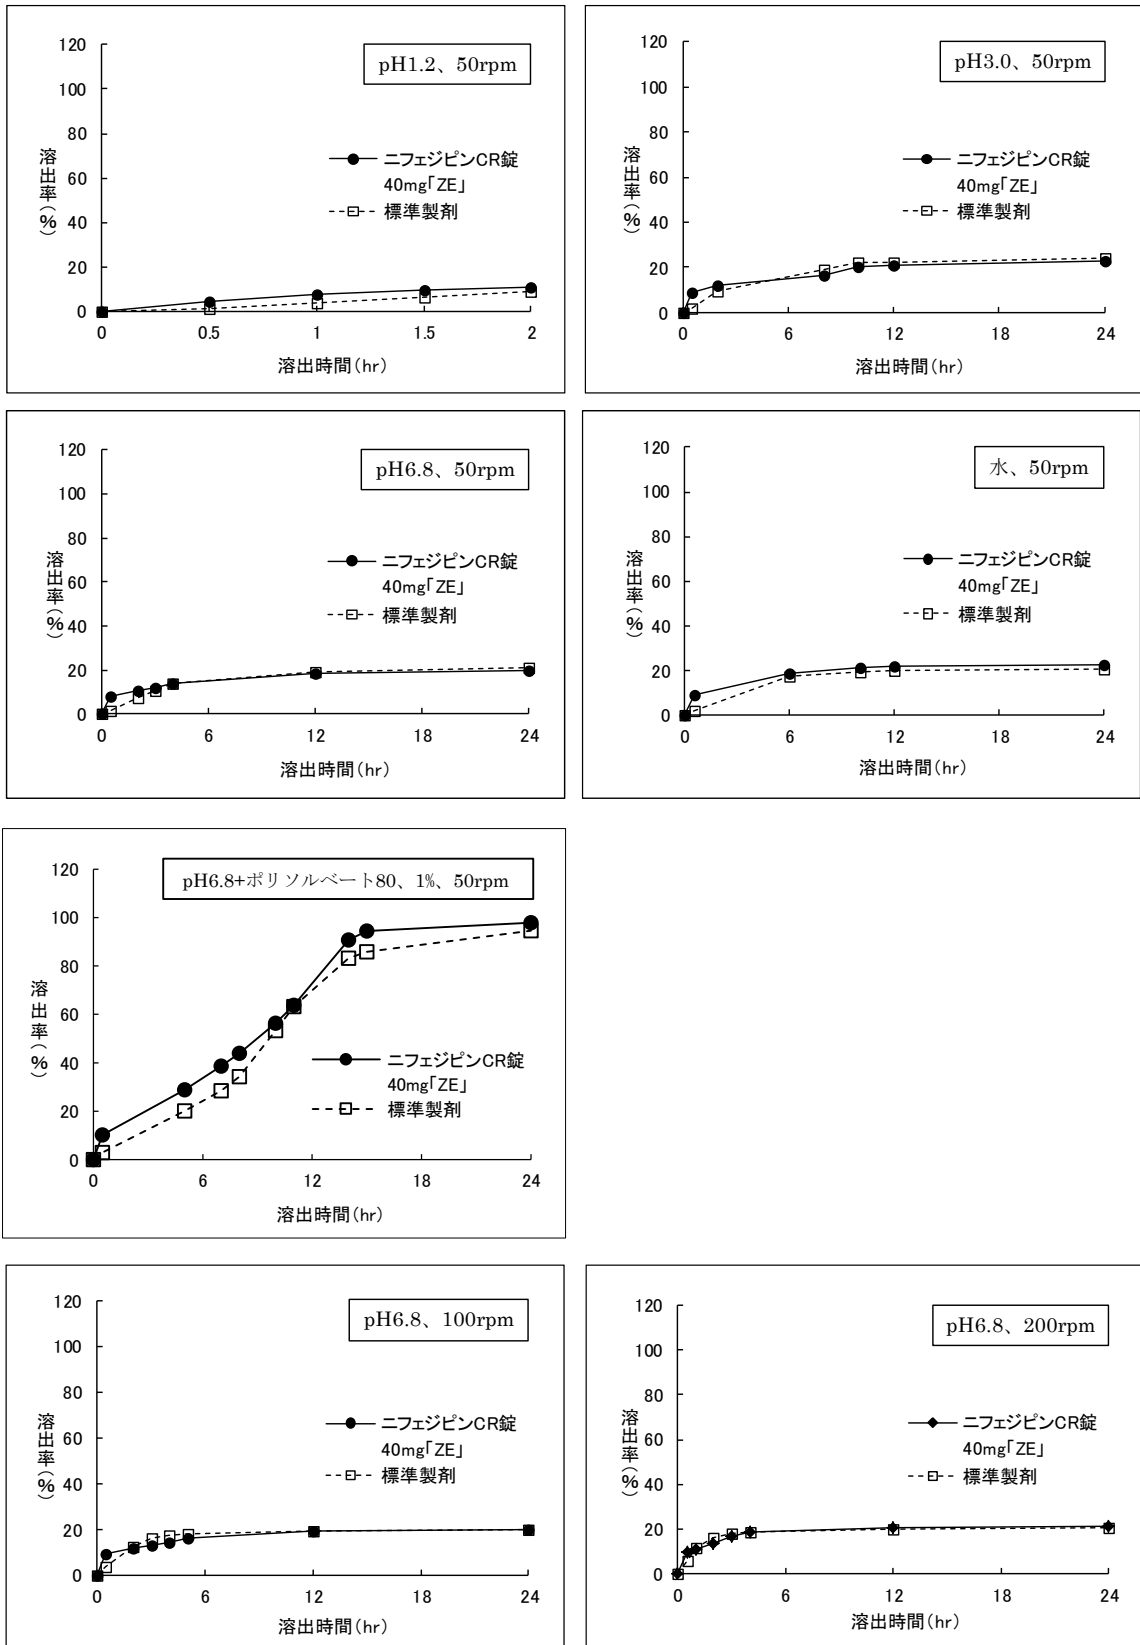 pH1.2、50rpm
120
100
80
60
40
20
0
溶出率(%)
ニフェジピンCR錠
40mg「ZE」
標準製剤
0 0.5 1 1.5 2
溶出時間(hr)
pH3.0、50rpm
120
100
80
60
40
20
0
溶出率(%)
ニフェジピンCR錠
40mg「ZE」
標準製剤
0 6 12 18 24
溶出時間(hr)
pH6.8、50rpm
120
100
80
60
40
20
0
溶出率(%)
ニフェジピンCR錠
40mg「ZE」
標準製剤
0 6 12 18 24
溶出時間(hr)
水、50rpm
120
100
80
60
40
20
0
溶出率(%)
ニフェジピンCR錠
40mg「ZE」
標準製剤
0 6 12 18 24
溶出時間(hr)
pH6.8+ポリソルベート80、1%、50rpm
120
100
80
60
40
20
0
溶出率(%)
ニフェジピンCR錠
40mg「ZE」
標準製剤
0 6 12 18 24
溶出時間(hr)
pH6.8、100rpm
120
100
80
60
40
20
0
溶出率(%)
ニフェジピンCR錠
40mg「ZE」
標準製剤
0 6 12 18 24
溶出時間(hr)
pH6.8、200rpm
120
100
80
60
40
20
0
溶出率(%)
ニフェジピンCR錠
40mg「ZE」
標準製剤
0 6 12 18 24
溶出時間(hr)